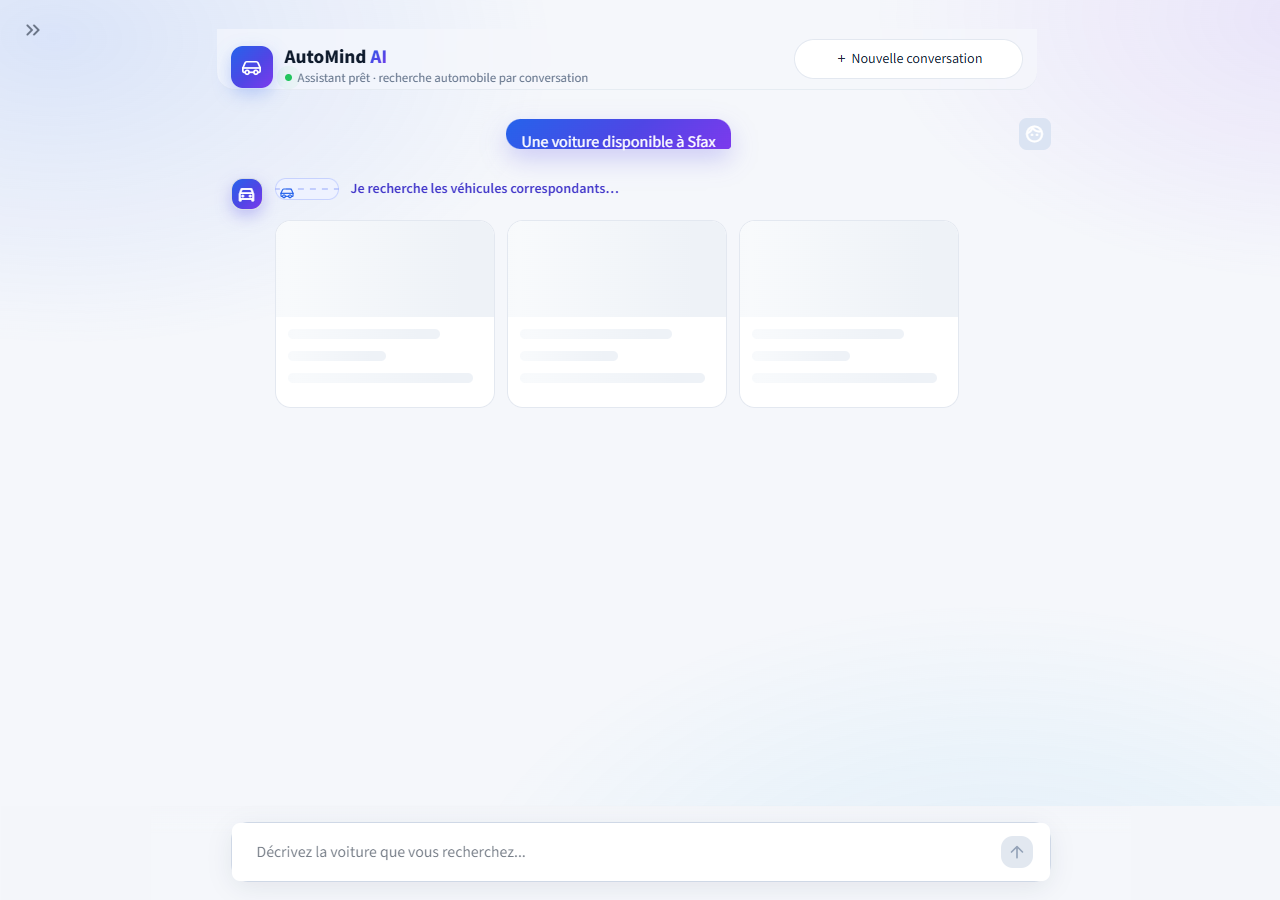 AutoMind AI
Assistant prêt · recherche automobile par conversation
+ Nouvelle conversation
Une voiture disponible à Sfax
Je recherche les véhicules correspondants…
Décrivez la voiture que vous recherchez...